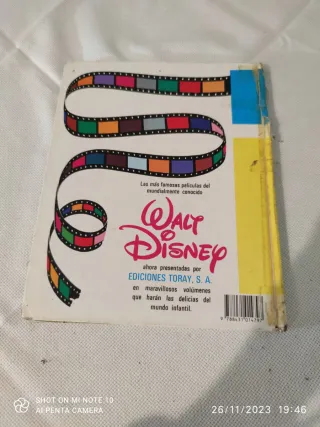 Las más famosas películas del
mundialmente conocido
WALT
DISNEY
ahora presentadas por
EDICIONES TORAY, S. A.
en maravillosos volúmenes
que harán las delicias del
mundo infantil.
SHOT ON MI NOTE 10
AI PENTA CAMERA
26/11/2023 19:46